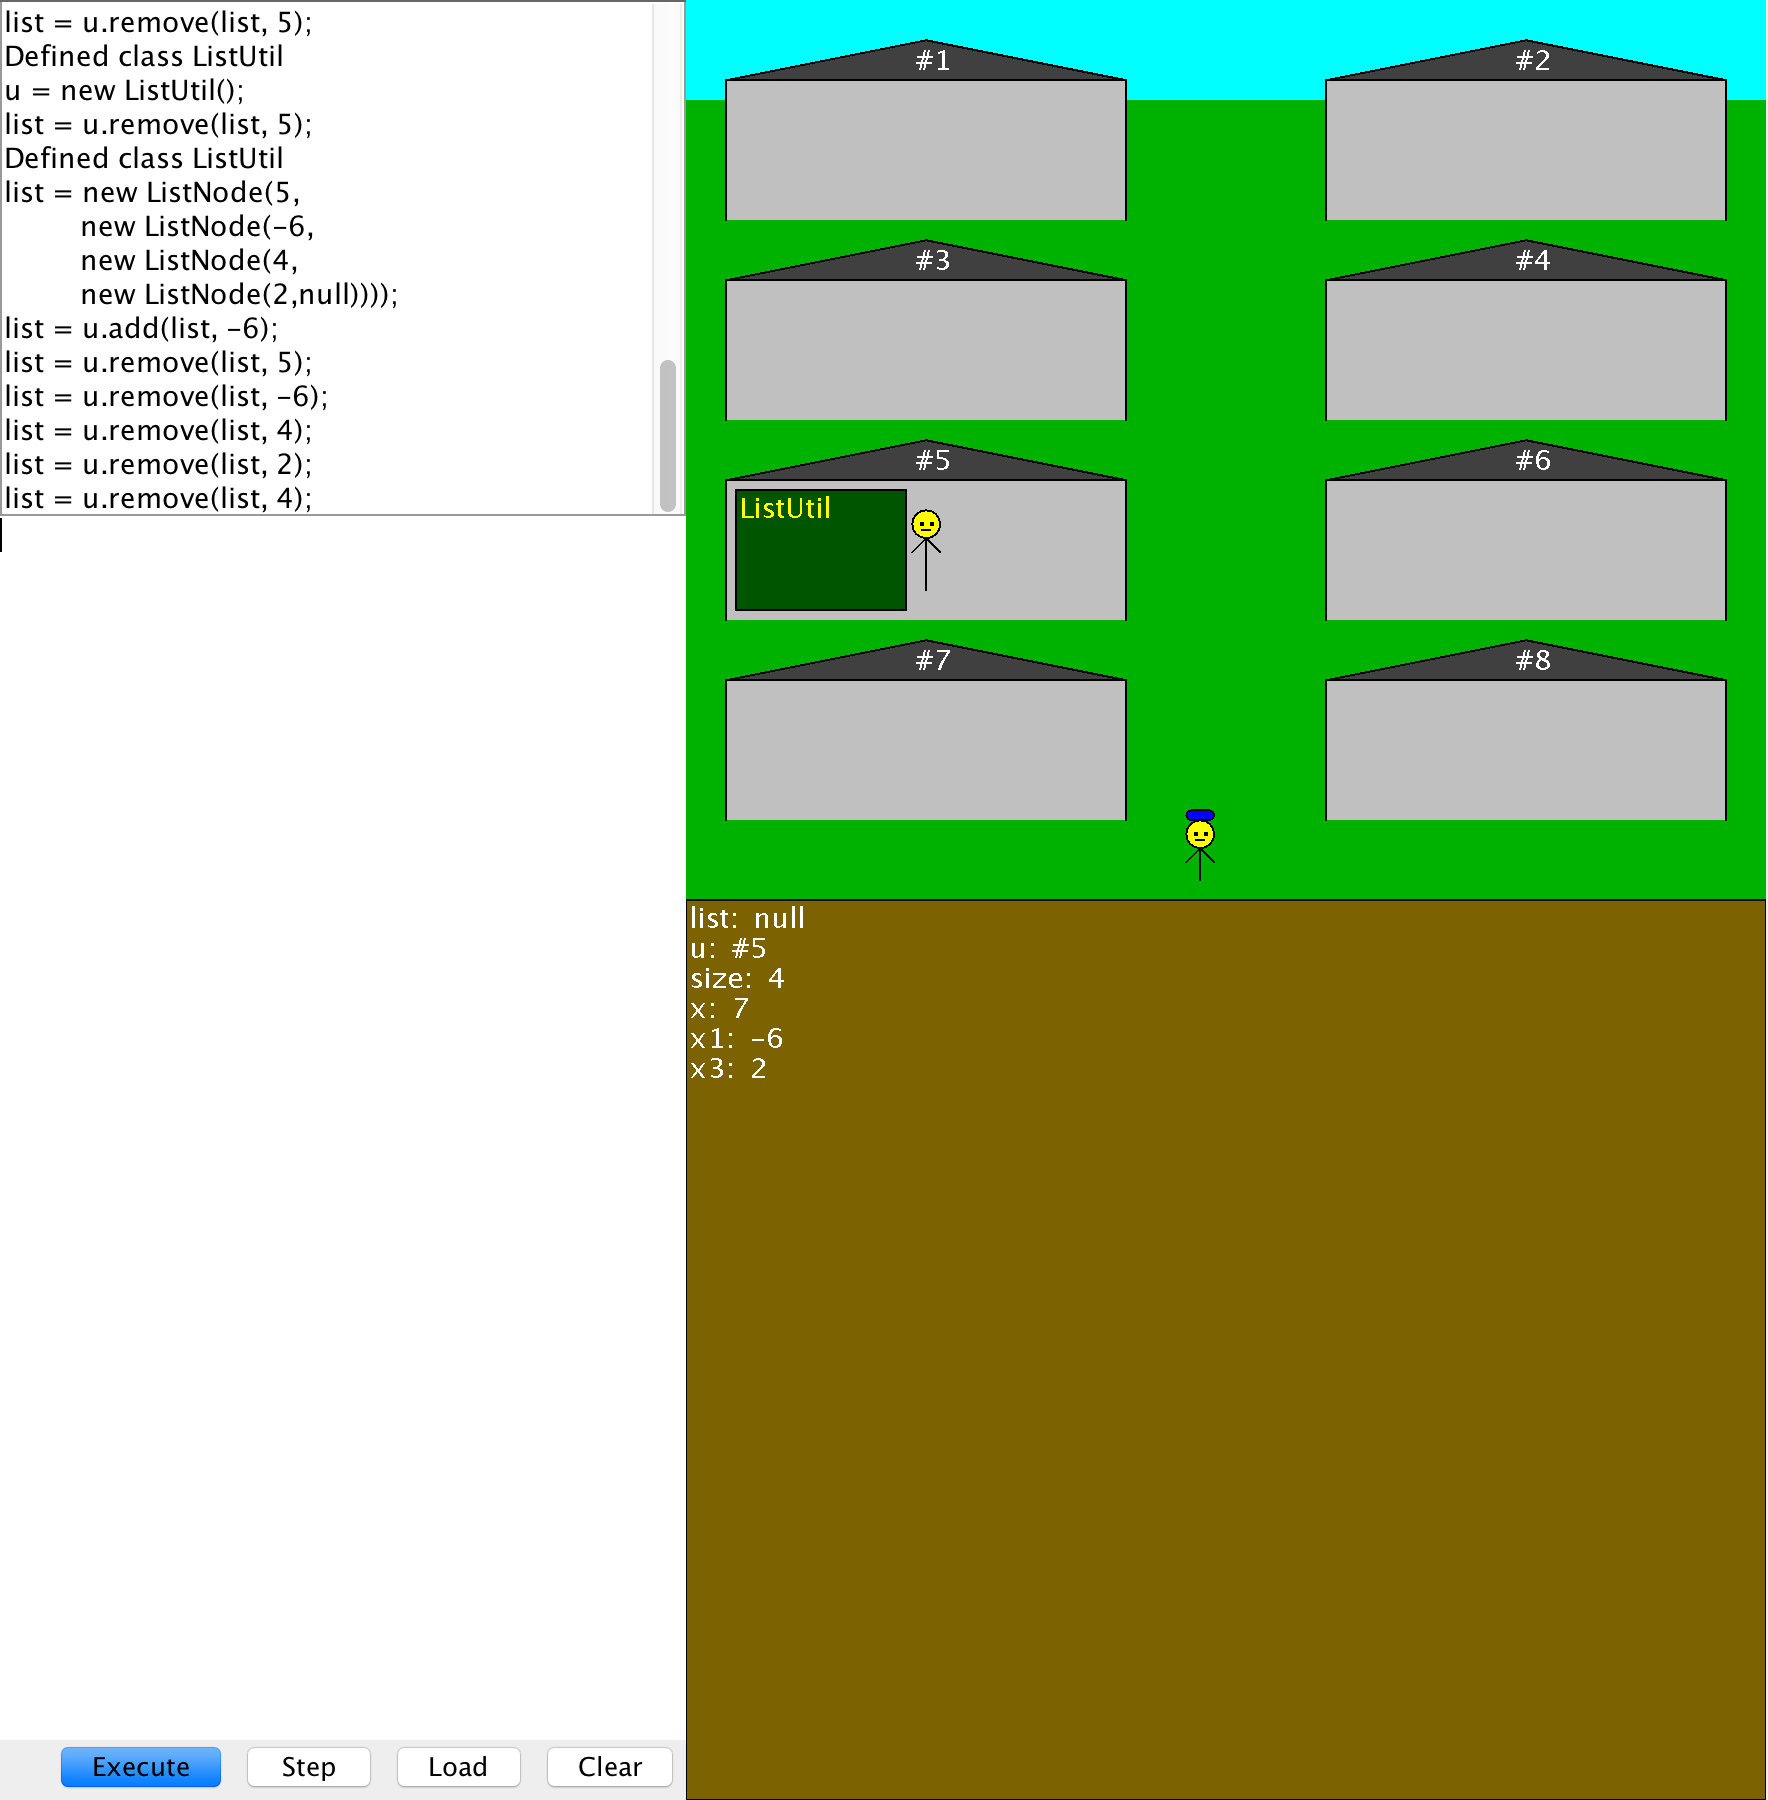 list = u.remove(list, 5);
Defined class ListUtil
u = new ListUtil();
list = u.remove(list, 5);
Defined class ListUtil
list = new ListNode(5,
new ListNode(-6,
new ListNode(4,
new ListNode(2,null))));
list = u.add(list, -6);
list = u.remove(list, 5);
list = u.remove(list, -6);
list = u.remove(list, 4);
list = u.remove(list, 2);
list = u.remove(list, 4);
Execute
Step
Load
Clear
#1
#2
#3
#4
#5
#6
ListUtil
#7
#8
list: null
u: #5
size: 4
x: 7
x1: -6
x3: 2